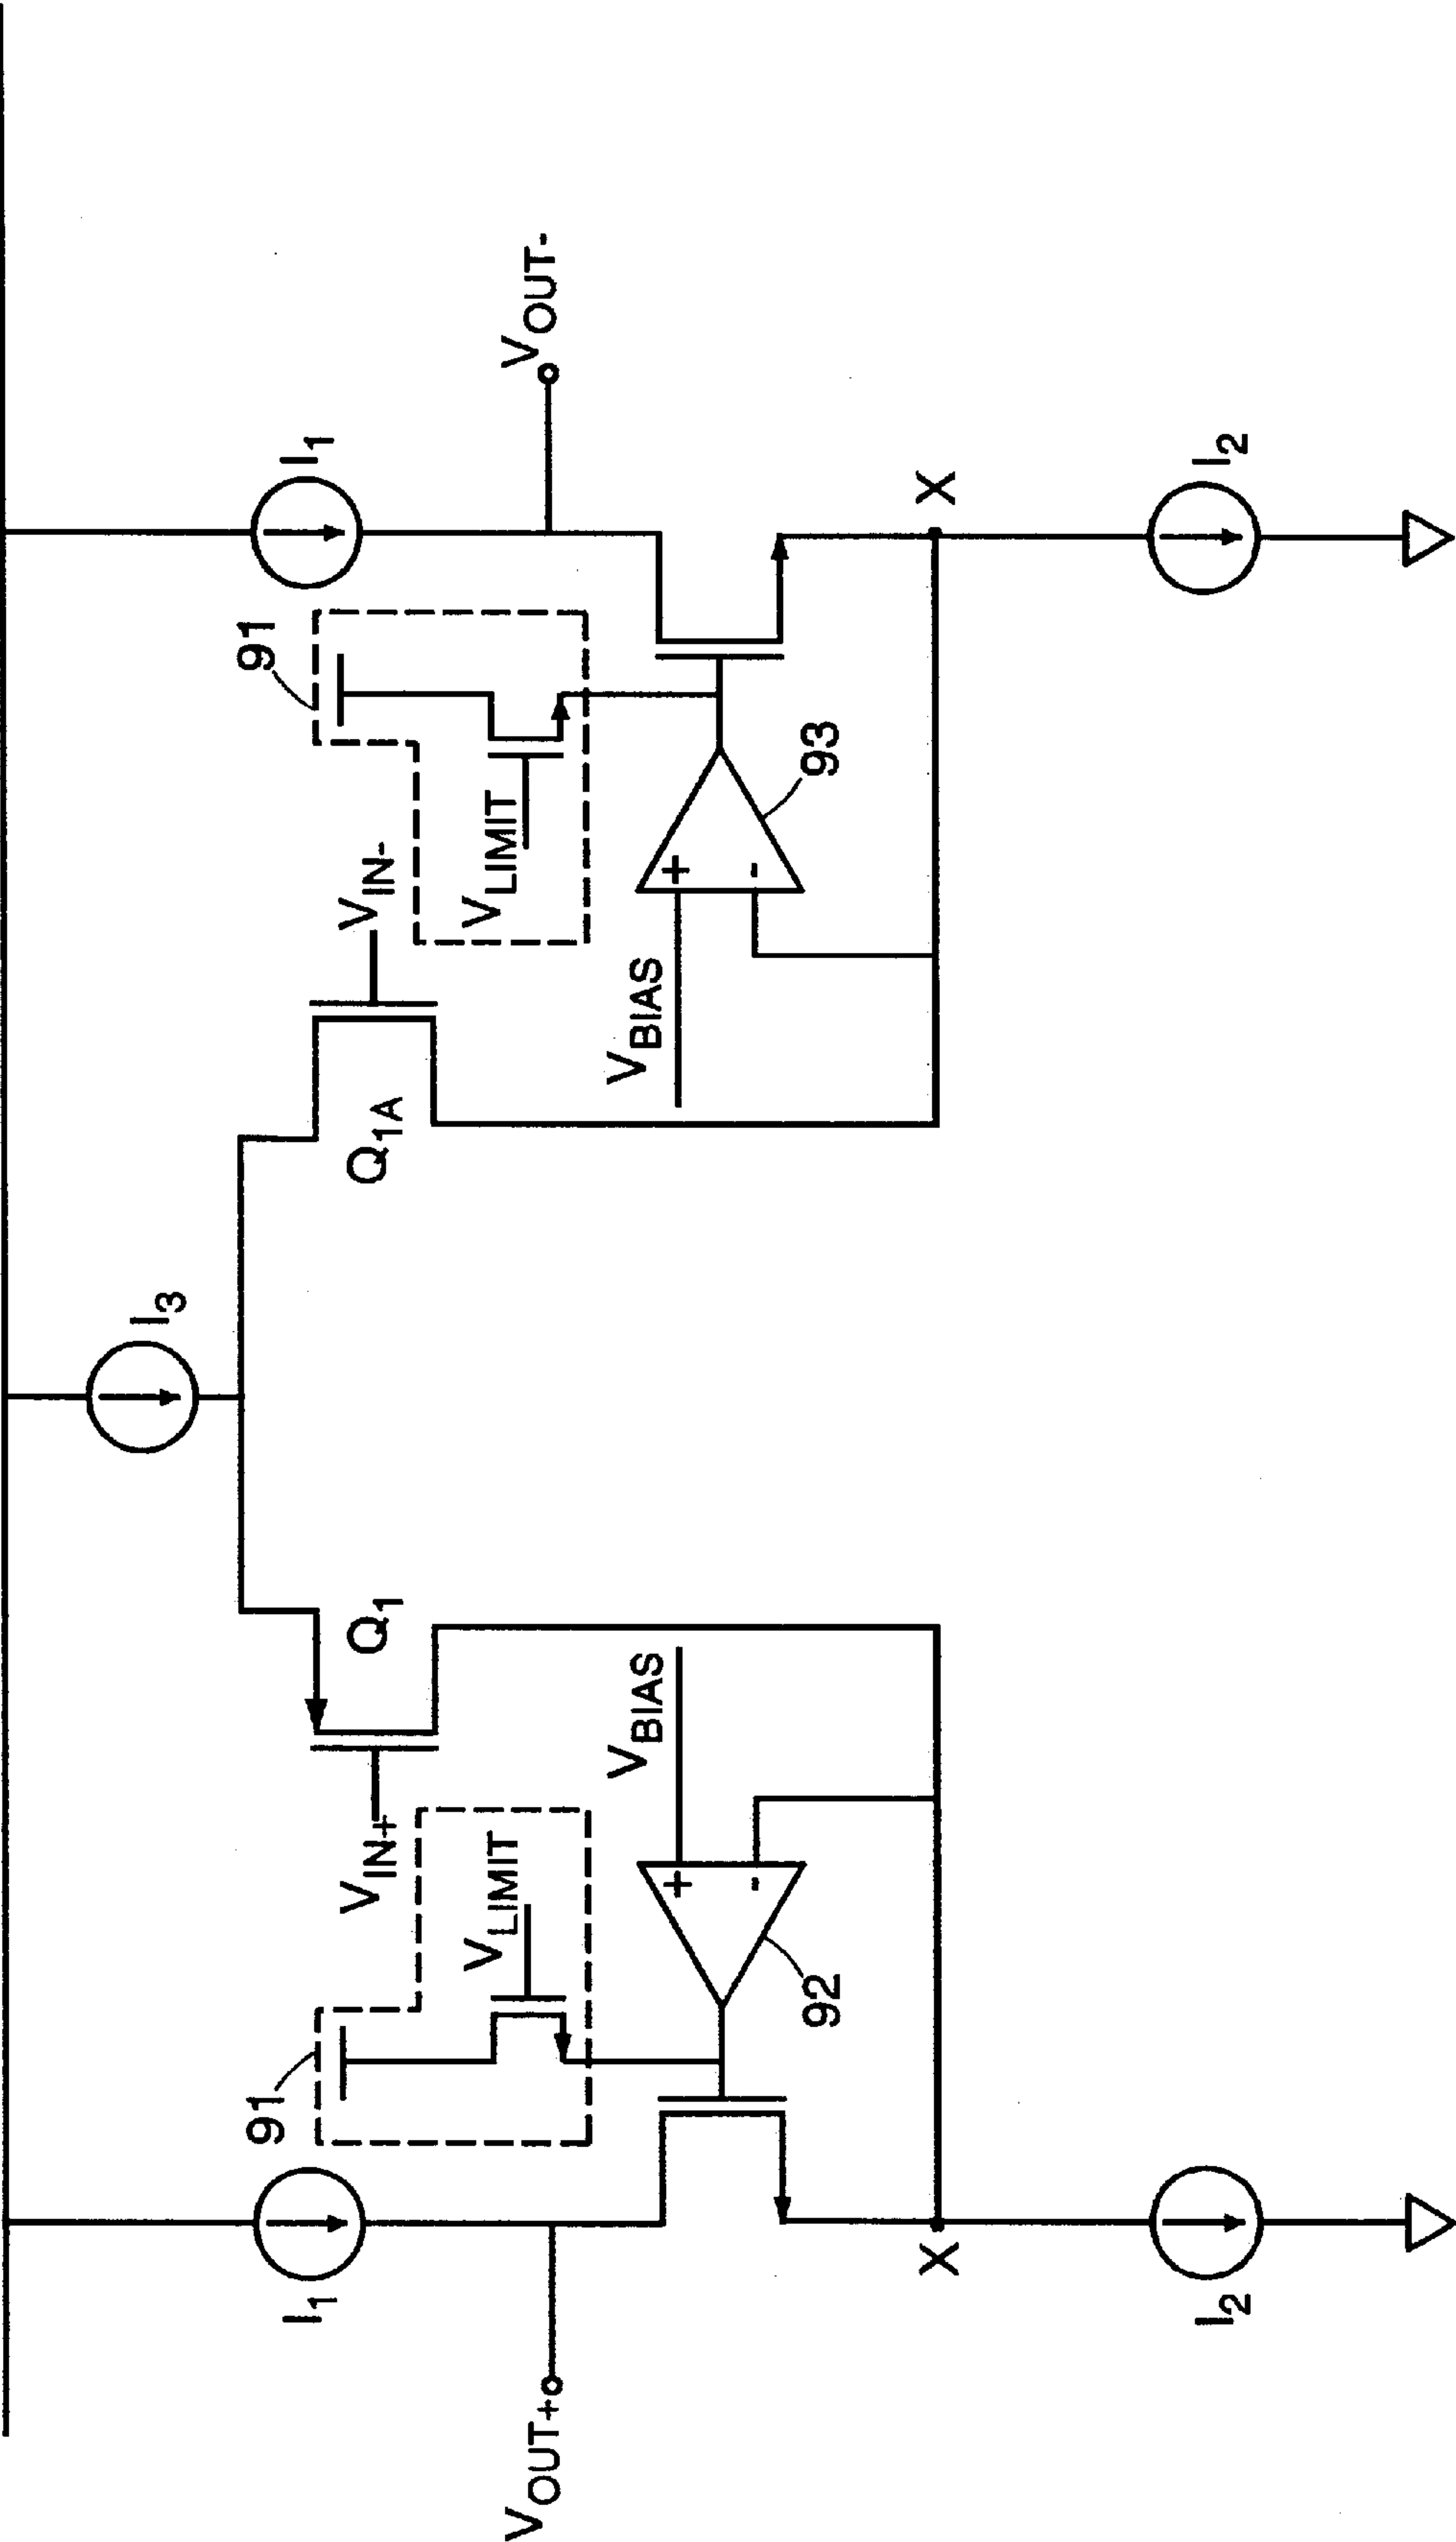 I3
I1
91
VIN+
Q1
Q1A
VIN-
91
I1
VOUT+
VLIMIT
VLIMIT
VOUT-
VBIAS
VBIAS
+
-
+
-
92
93
X
X
I2
I2